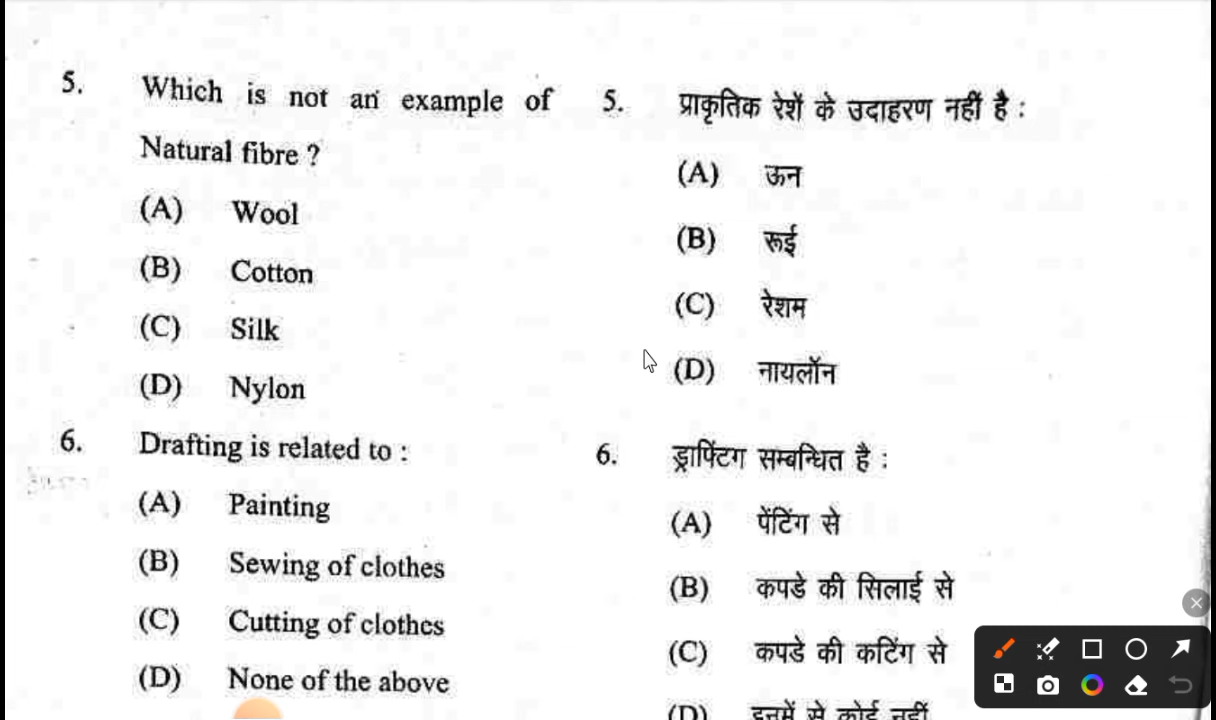 5. Which is not an example of
Natural fibre ?
(A) Wool
(B) Cotton
(C) Silk
(D) Nylon
6. Drafting is related to :
(A) Painting
(B) Sewing of clothes
(C) Cutting of clothes
(D) None of the above
5. प्राकृतिक रेशें के उदाहरण नहीं है :
(A) ऊन
(B) रूई
(C) रेशम
(D) नायलॉन
6. ड्राफ्टिंग सम्बन्धित है :
(A) पेंटिंग से
(B) कपडे की सिलाई से
(C) कपडे की कटिंग से
(D) इनमें से कोई नहीं